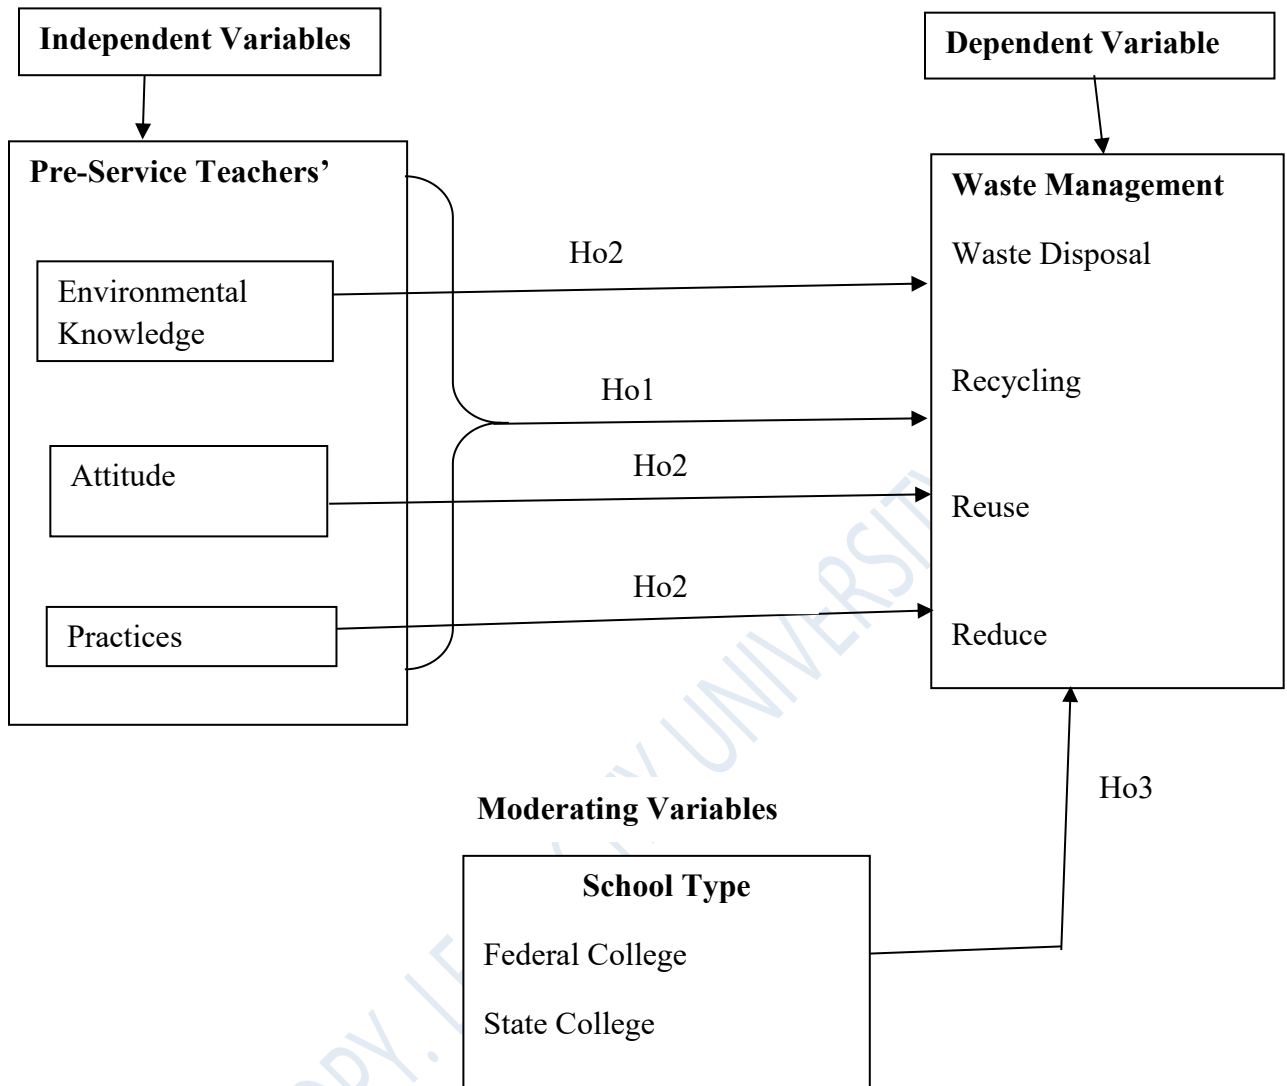 Independent Variables
Dependent Variable
Pre-Service Teachers’
Environmental
Knowledge
Attitude
Practices
Ho2
Ho1
Ho2
Ho2
Waste Management
Waste Disposal
Recycling
Reuse
Reduce
Ho3
Moderating Variables
School Type
Federal College
State College
UNIVERSITY